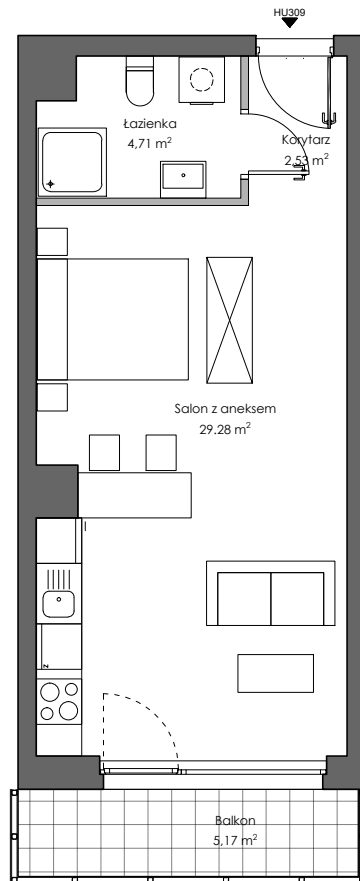 HU309
Łazienka
4,71 m²
Korytarz
2,53 m²
Salon z aneksem
29.28 m²
z
Balkon
5,17 m²